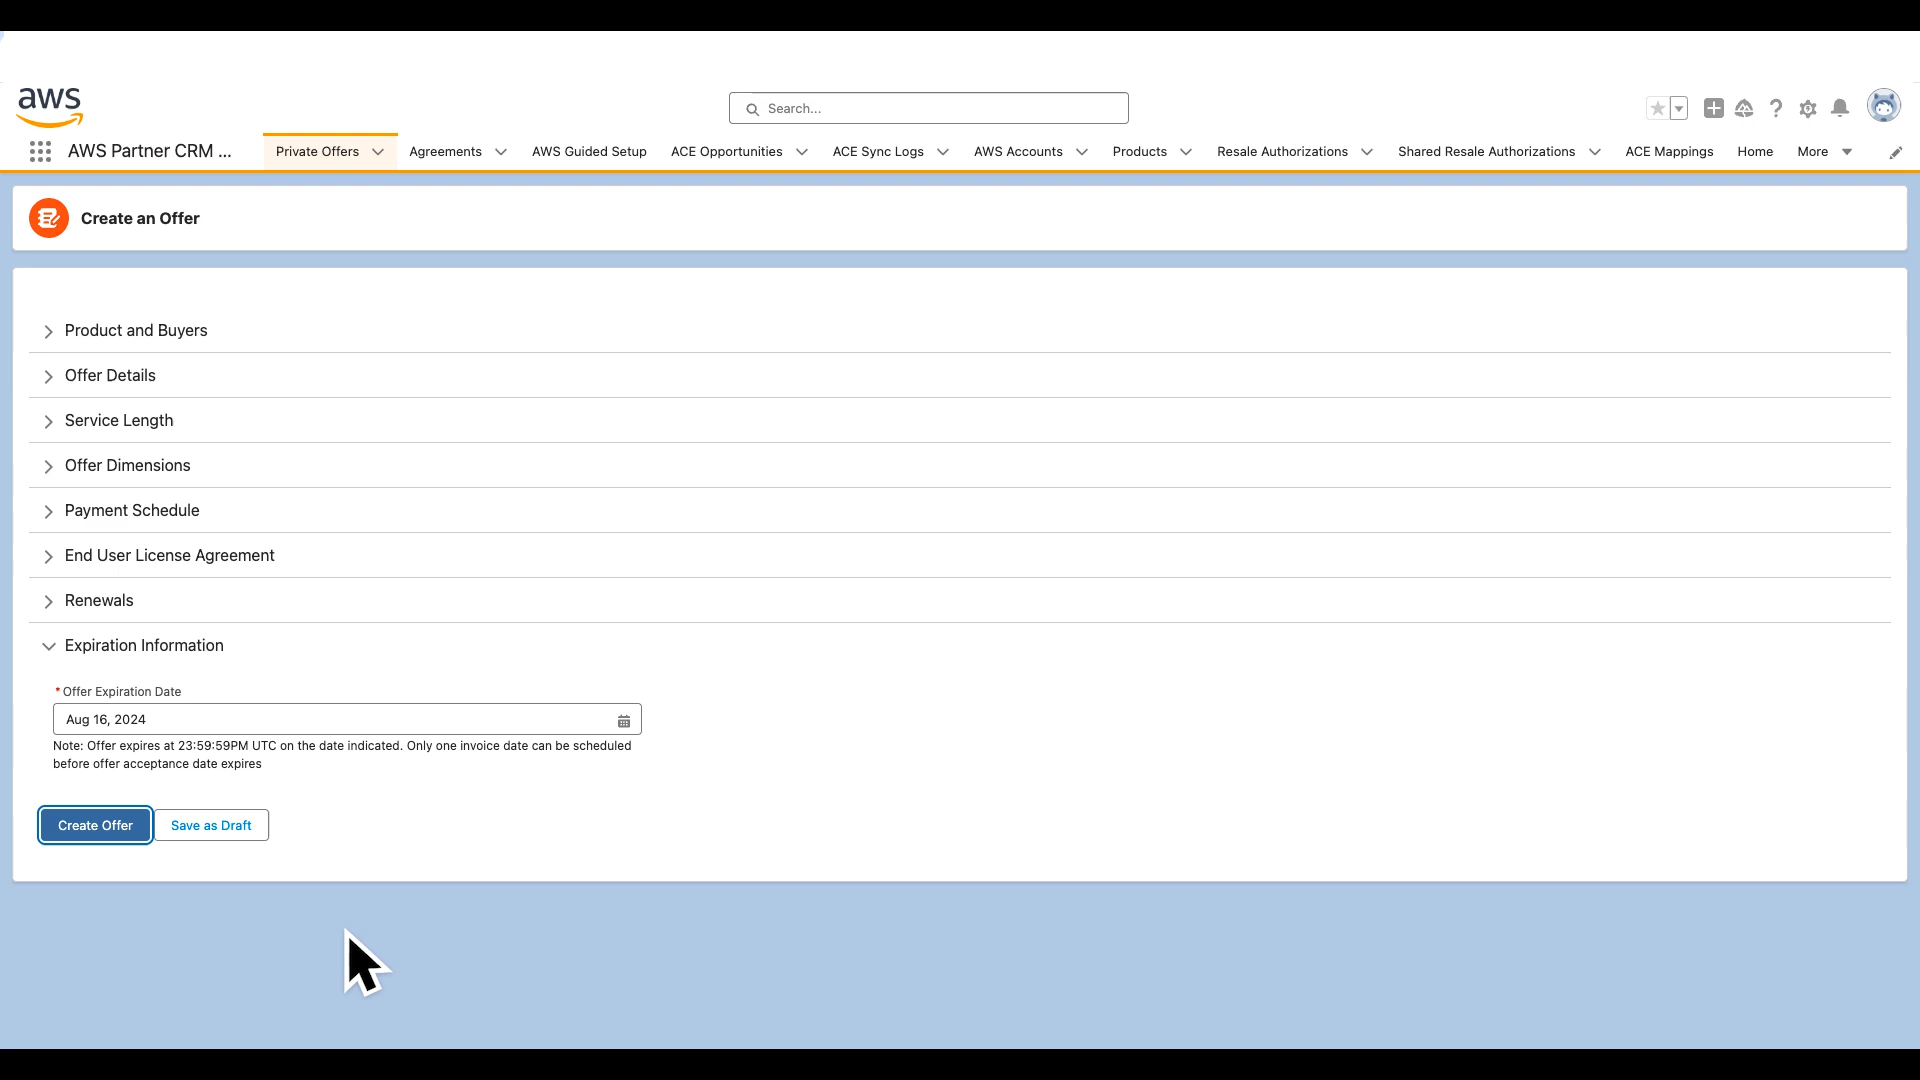 aws
Search...
AWS Partner CRM ...
Private Offers
Agreements
AWS Guided Setup
ACE Opportunities
ACE Sync Logs
AWS Accounts
Products
Resale Authorizations
Shared Resale Authorizations
ACE Mappings
Home
More
Create an Offer
Product and Buyers
Offer Details
Service Length
Offer Dimensions
Payment Schedule
End User License Agreement
Renewals
Expiration Information
* Offer Expiration Date
Aug 16, 2024
Note: Offer expires at 23:59:59PM UTC on the date indicated. Only one invoice date can be scheduled
before offer acceptance date expires
Create Offer
Save as Draft